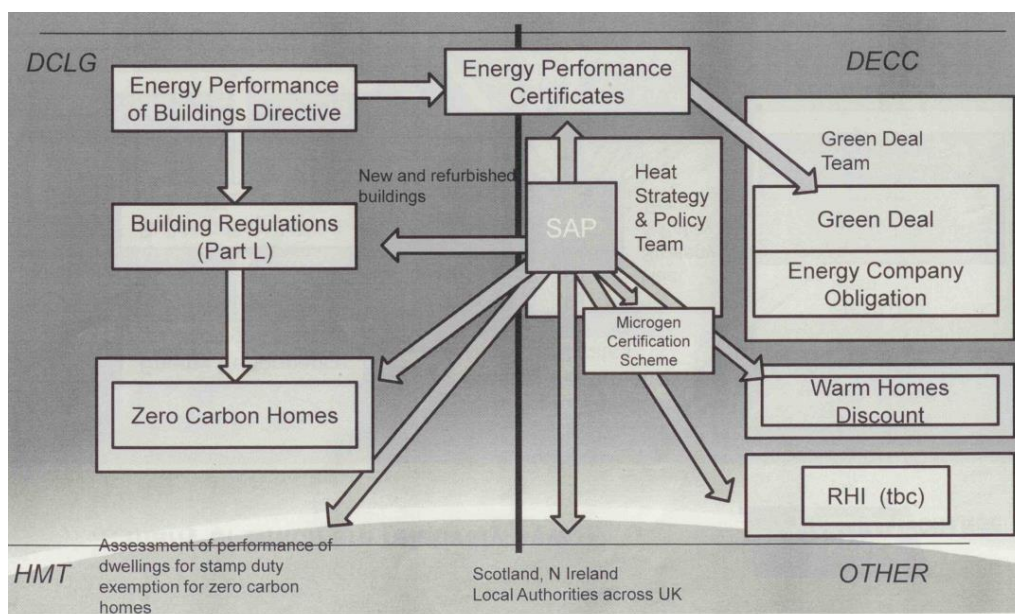 DCLG
DECC
Energy Performance
of Buildings Directive
Energy Performance
Certificates
Green Deal
Team
New and refurbished
buildings
Heat
Strategy
& Policy
Team
SAP
Building Regulations
(Part L)
Green Deal
Energy Company
Obligation
Microgen
Certification
Scheme
Zero Carbon Homes
Warm Homes
Discount
RHI (tbc)
HMT
Assessment of performance of
dwellings for stamp duty
exemption for zero carbon
homes
Scotland, N Ireland
Local Authorities across UK
OTHER